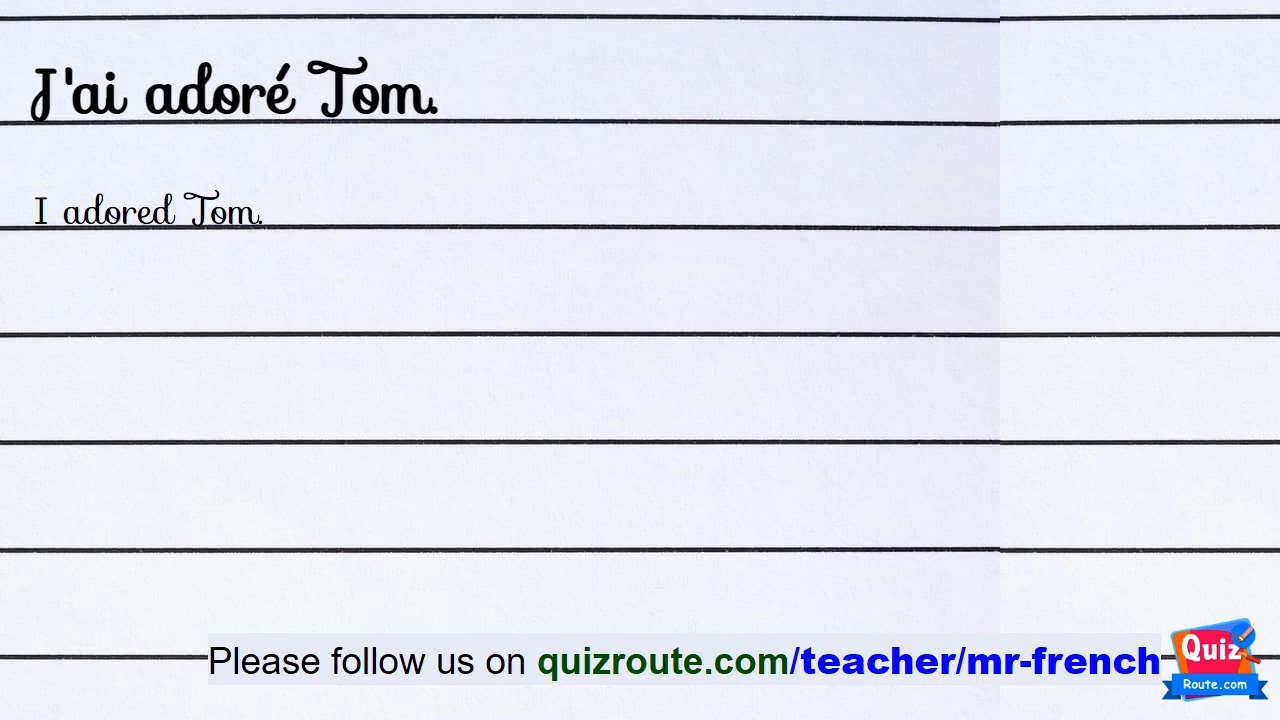 J'ai adoré Tom.
I adored Tom.
Please follow us on quizroute.com/teacher/mr-french
Quiz
Route.com